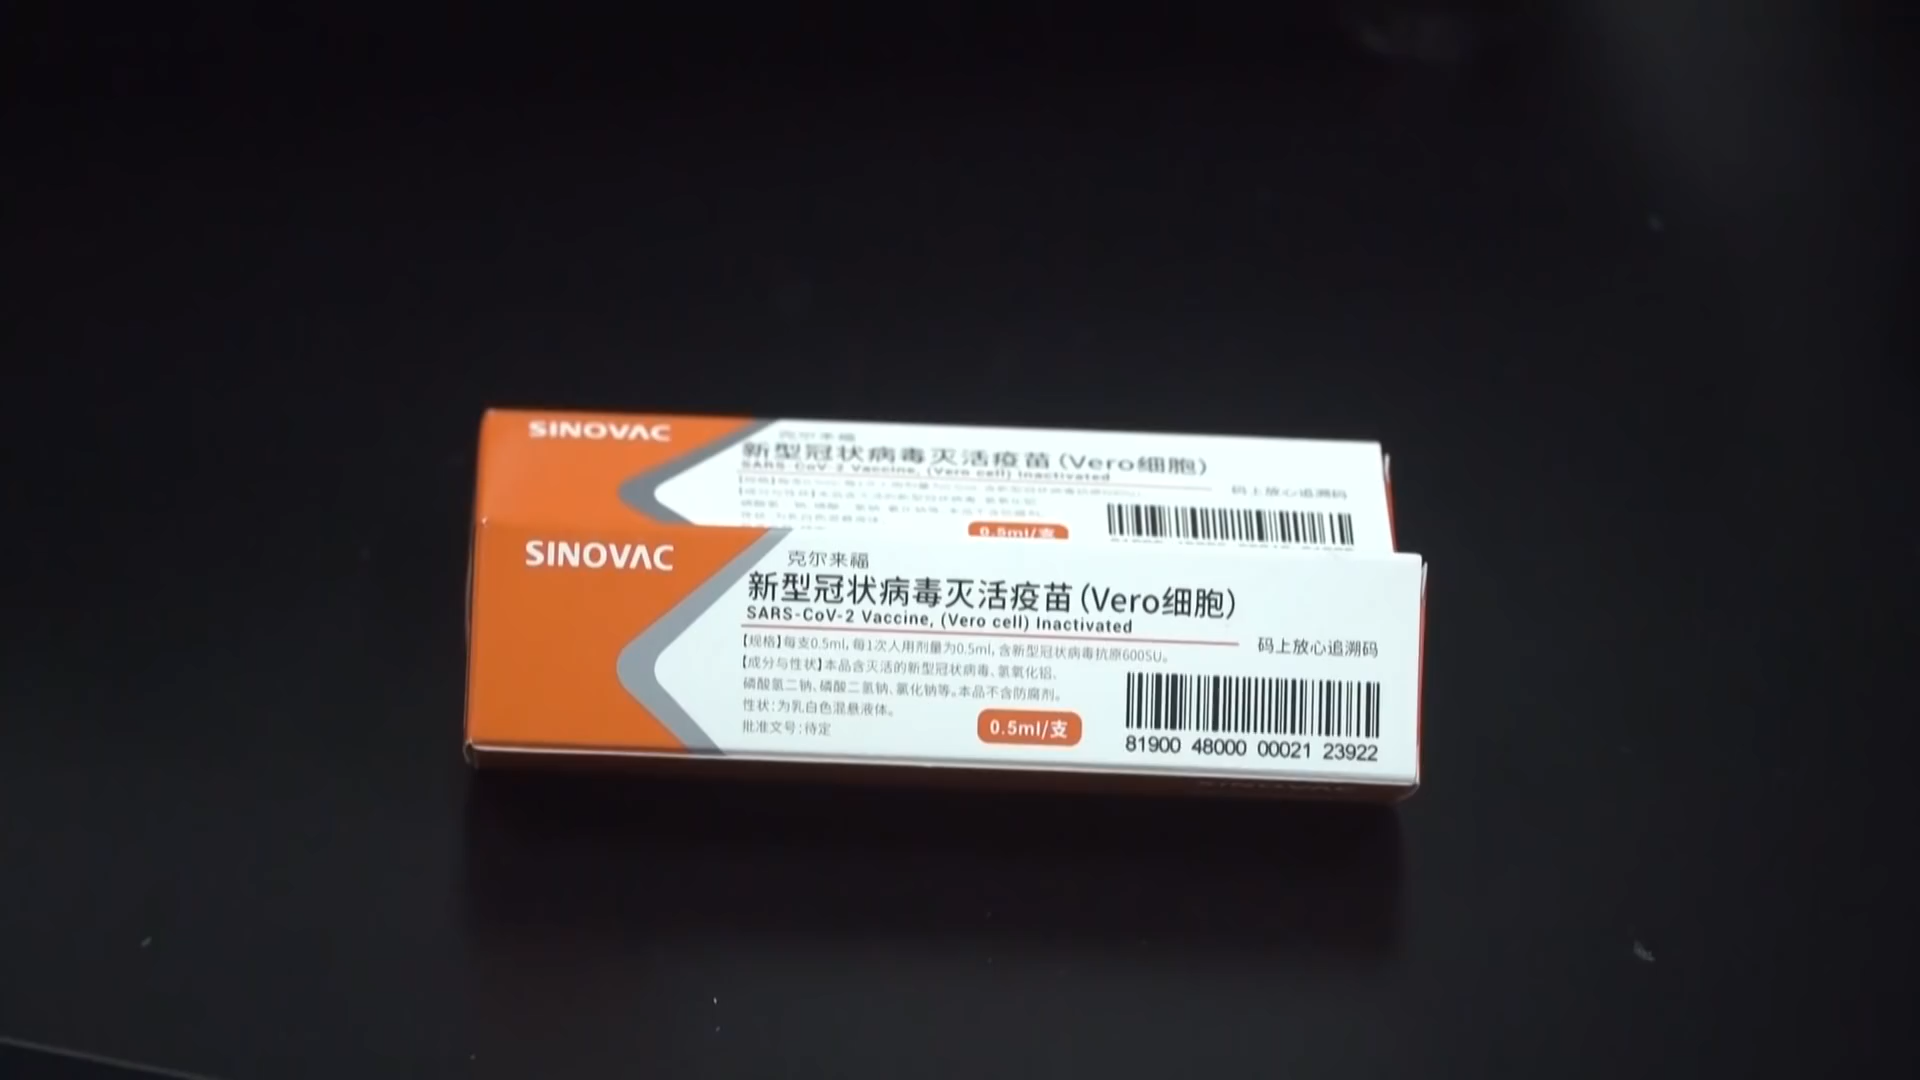 SINOVAC
克尔来福
新型冠状病毒灭活疫苗(Vero细胞)
SARS-CoV-2 Vaccine, (Vero cell) Inactivated
码上放心追溯码
0.5ml/支
SINOVAC
克尔来福
新型冠状病毒灭活疫苗(Vero细胞)
SARS-CoV-2 Vaccine, (Vero cell) Inactivated
【规格】每支0.5ml, 每1次人用剂量为0.5ml, 含新型冠状病毒抗原600SU。
【成分与性状】本品含灭活的新型冠状病毒、氢氧化铝、
磷酸氢二钠、磷酸二氢钠、氯化钠等。本品不含防腐剂。
性状:为乳白色混悬液体。
批准文号:待定
0.5ml/支
码上放心追溯码
81900 48000 00021 23922